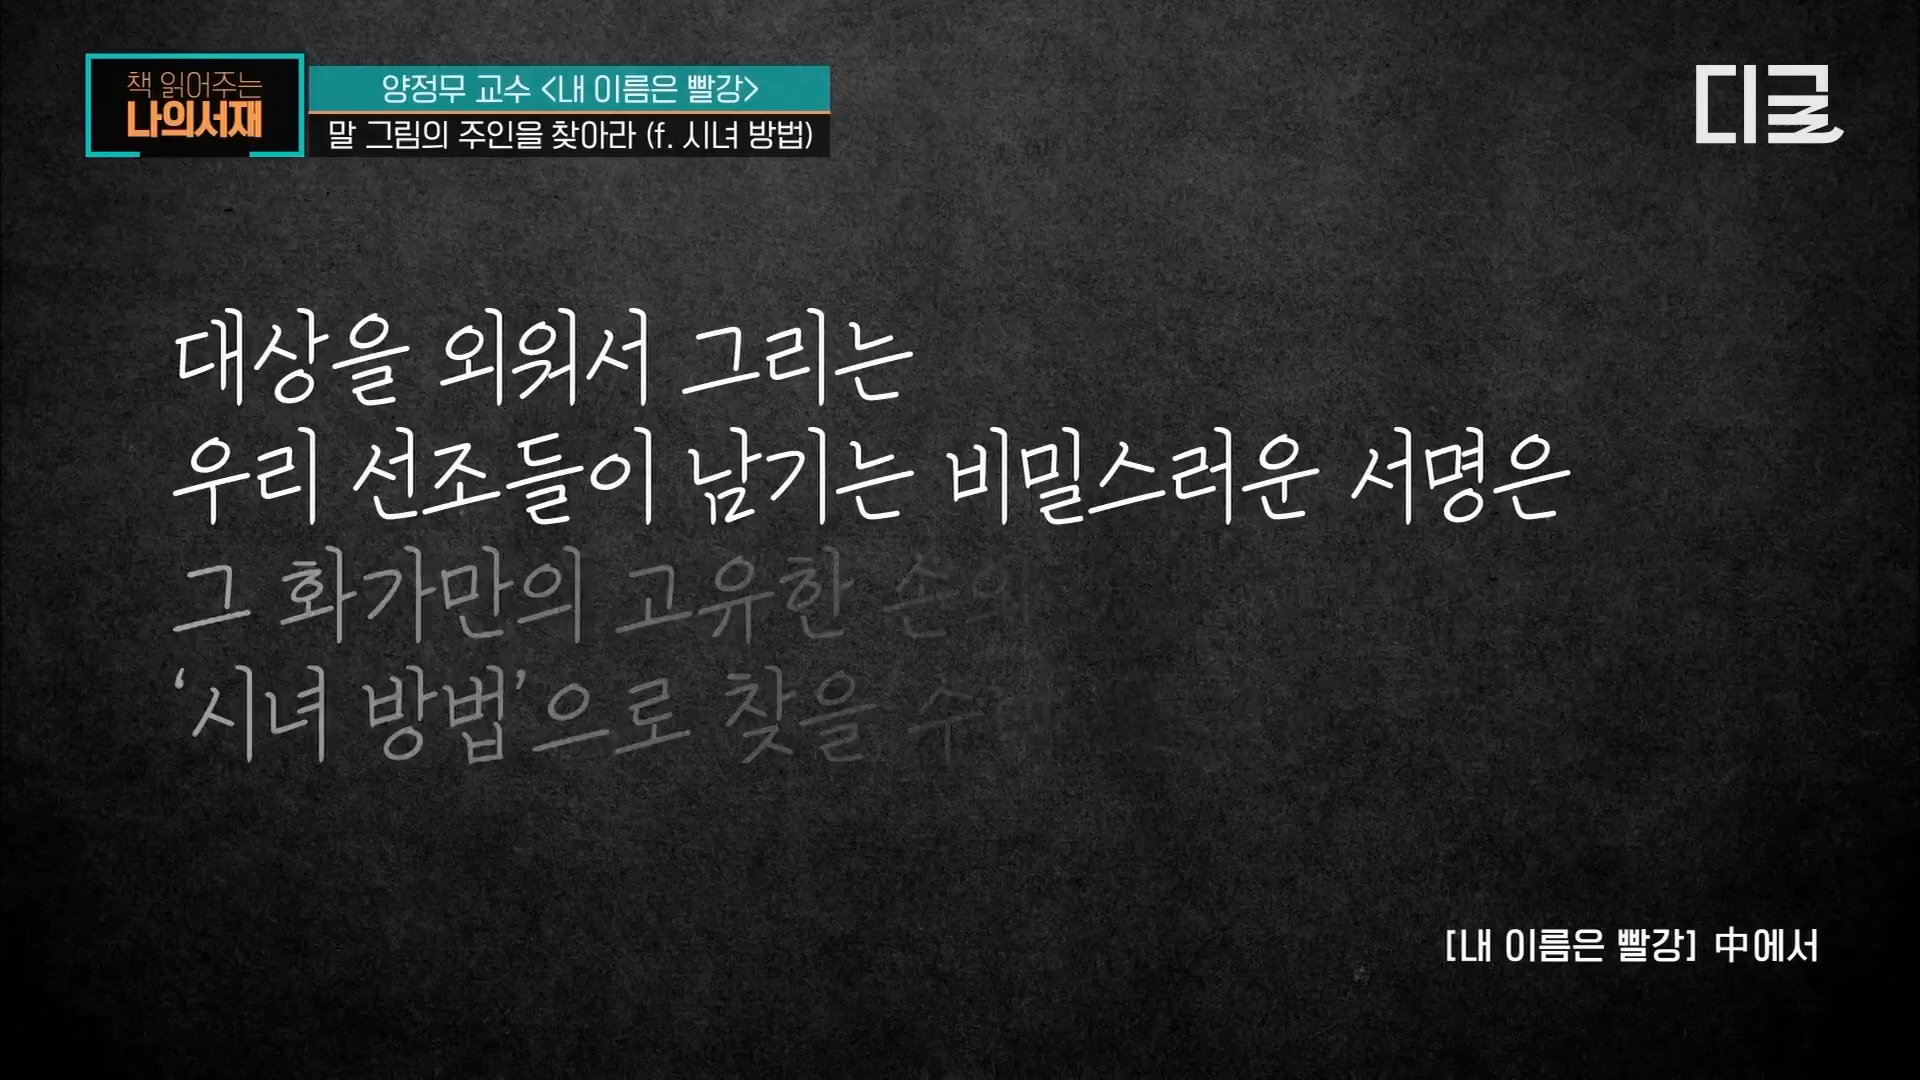 책 읽어주는
나의서재
양정무 교수 <내 이름은 빨강>
말 그림의 주인을 찾아라 (f. 시녀 방법)
디글
대상을 외워서 그리는
우리 선조들이 남기는 비밀스러운 서명은
그 화가만의 고유한 손의
'시녀 방법'으로 찾을 수
[내 이름은 빨강] 中에서